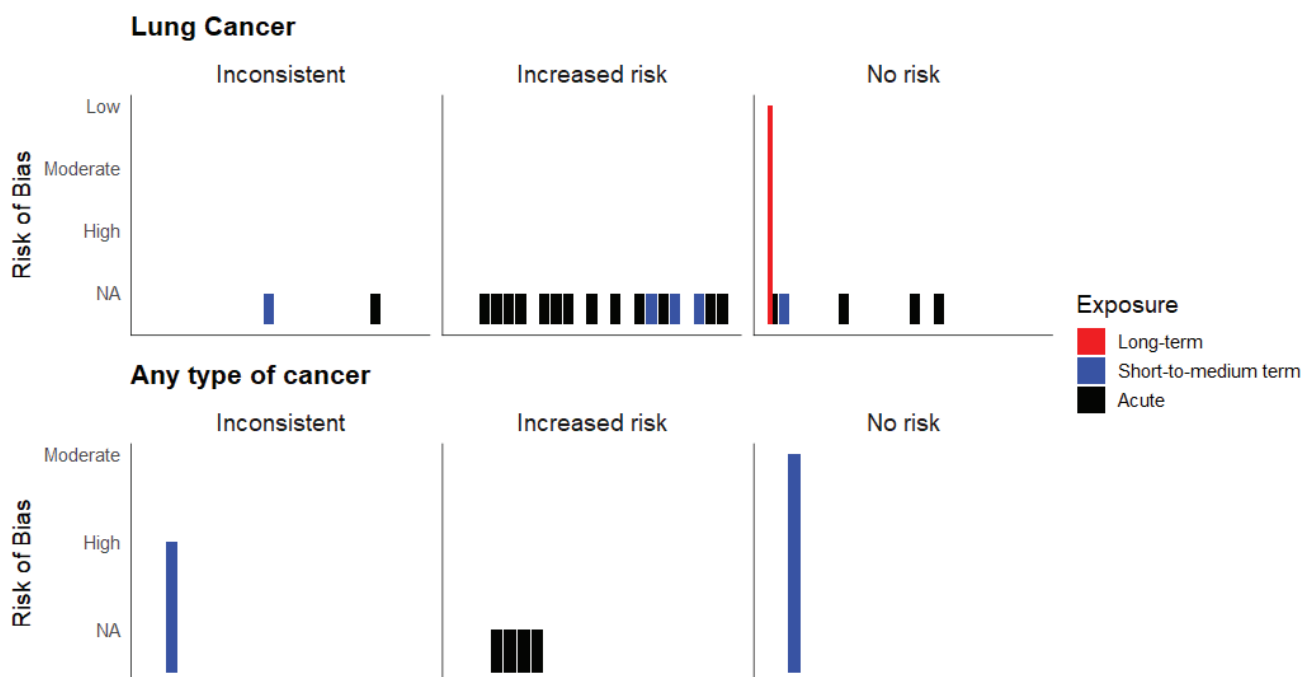 Lung Cancer
Inconsistent
Increased risk
No risk
Risk of Bias
Low
Moderate
High
NA
Exposure
Long-term
Short-to-medium term
Acute
Any type of cancer
Inconsistent
Increased risk
No risk
Risk of Bias
Moderate
High
NA